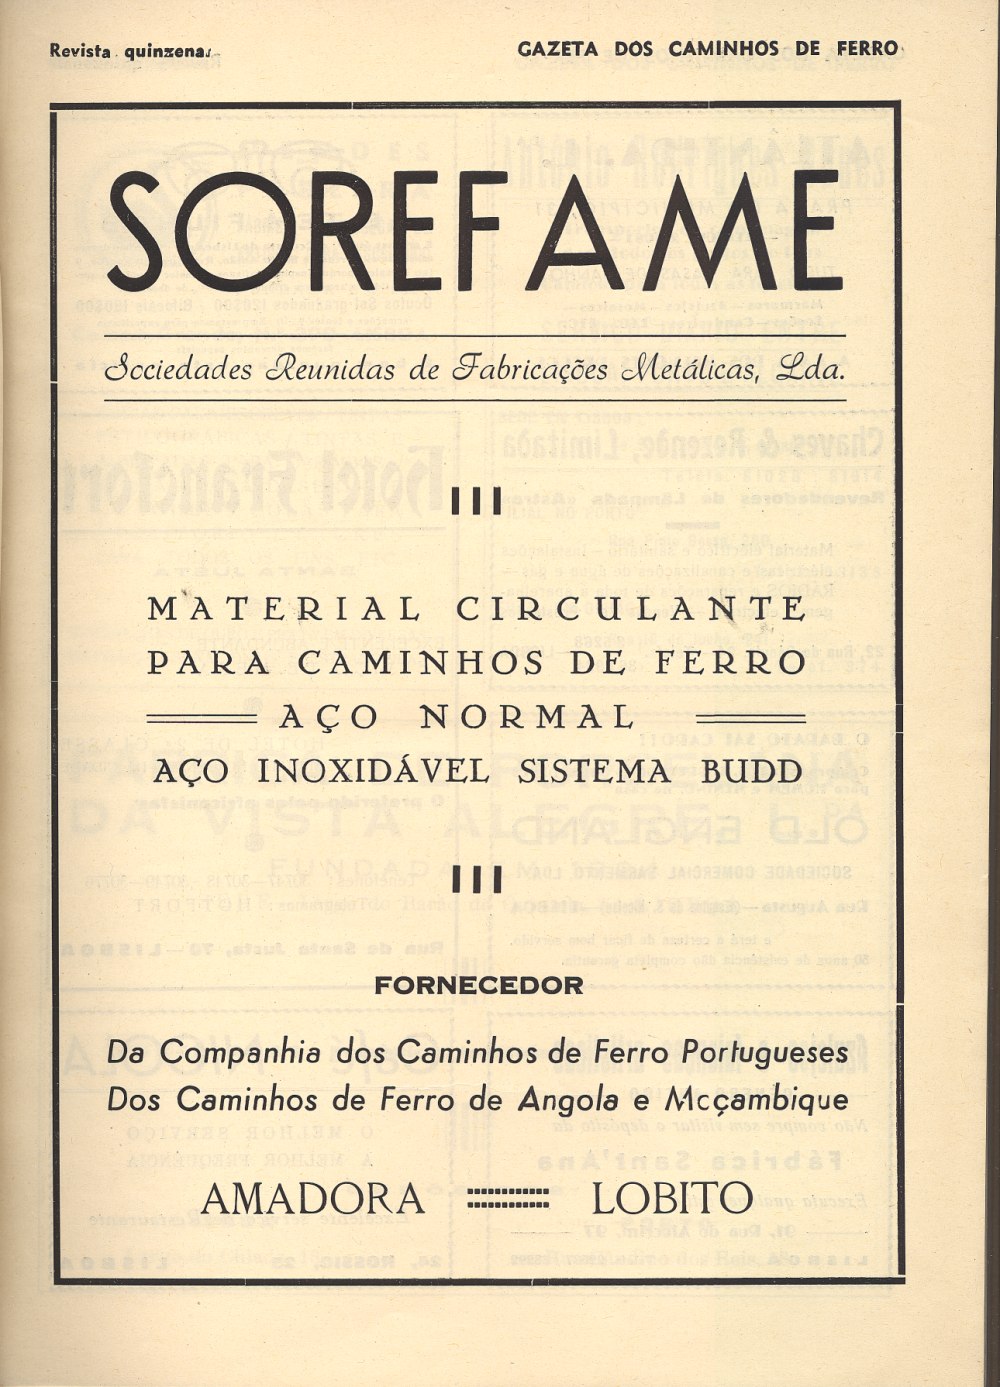 Revista quinzenal
GAZETA DOS CAMINHOS DE FERRO
SOREFAME
Sociedades Reunidas de Fabricações Metálicas, Lda.
MATERIAL CIRCULANTE
PARA CAMINHOS DE FERRO
AÇO NORMAL
AÇO INOXIDÁVEL SISTEMA BUDD
FORNECEDOR
Da Companhia dos Caminhos de Ferro Portugueses
Dos Caminhos de Ferro de Angola e Mcçambique
AMADORA LOBITO